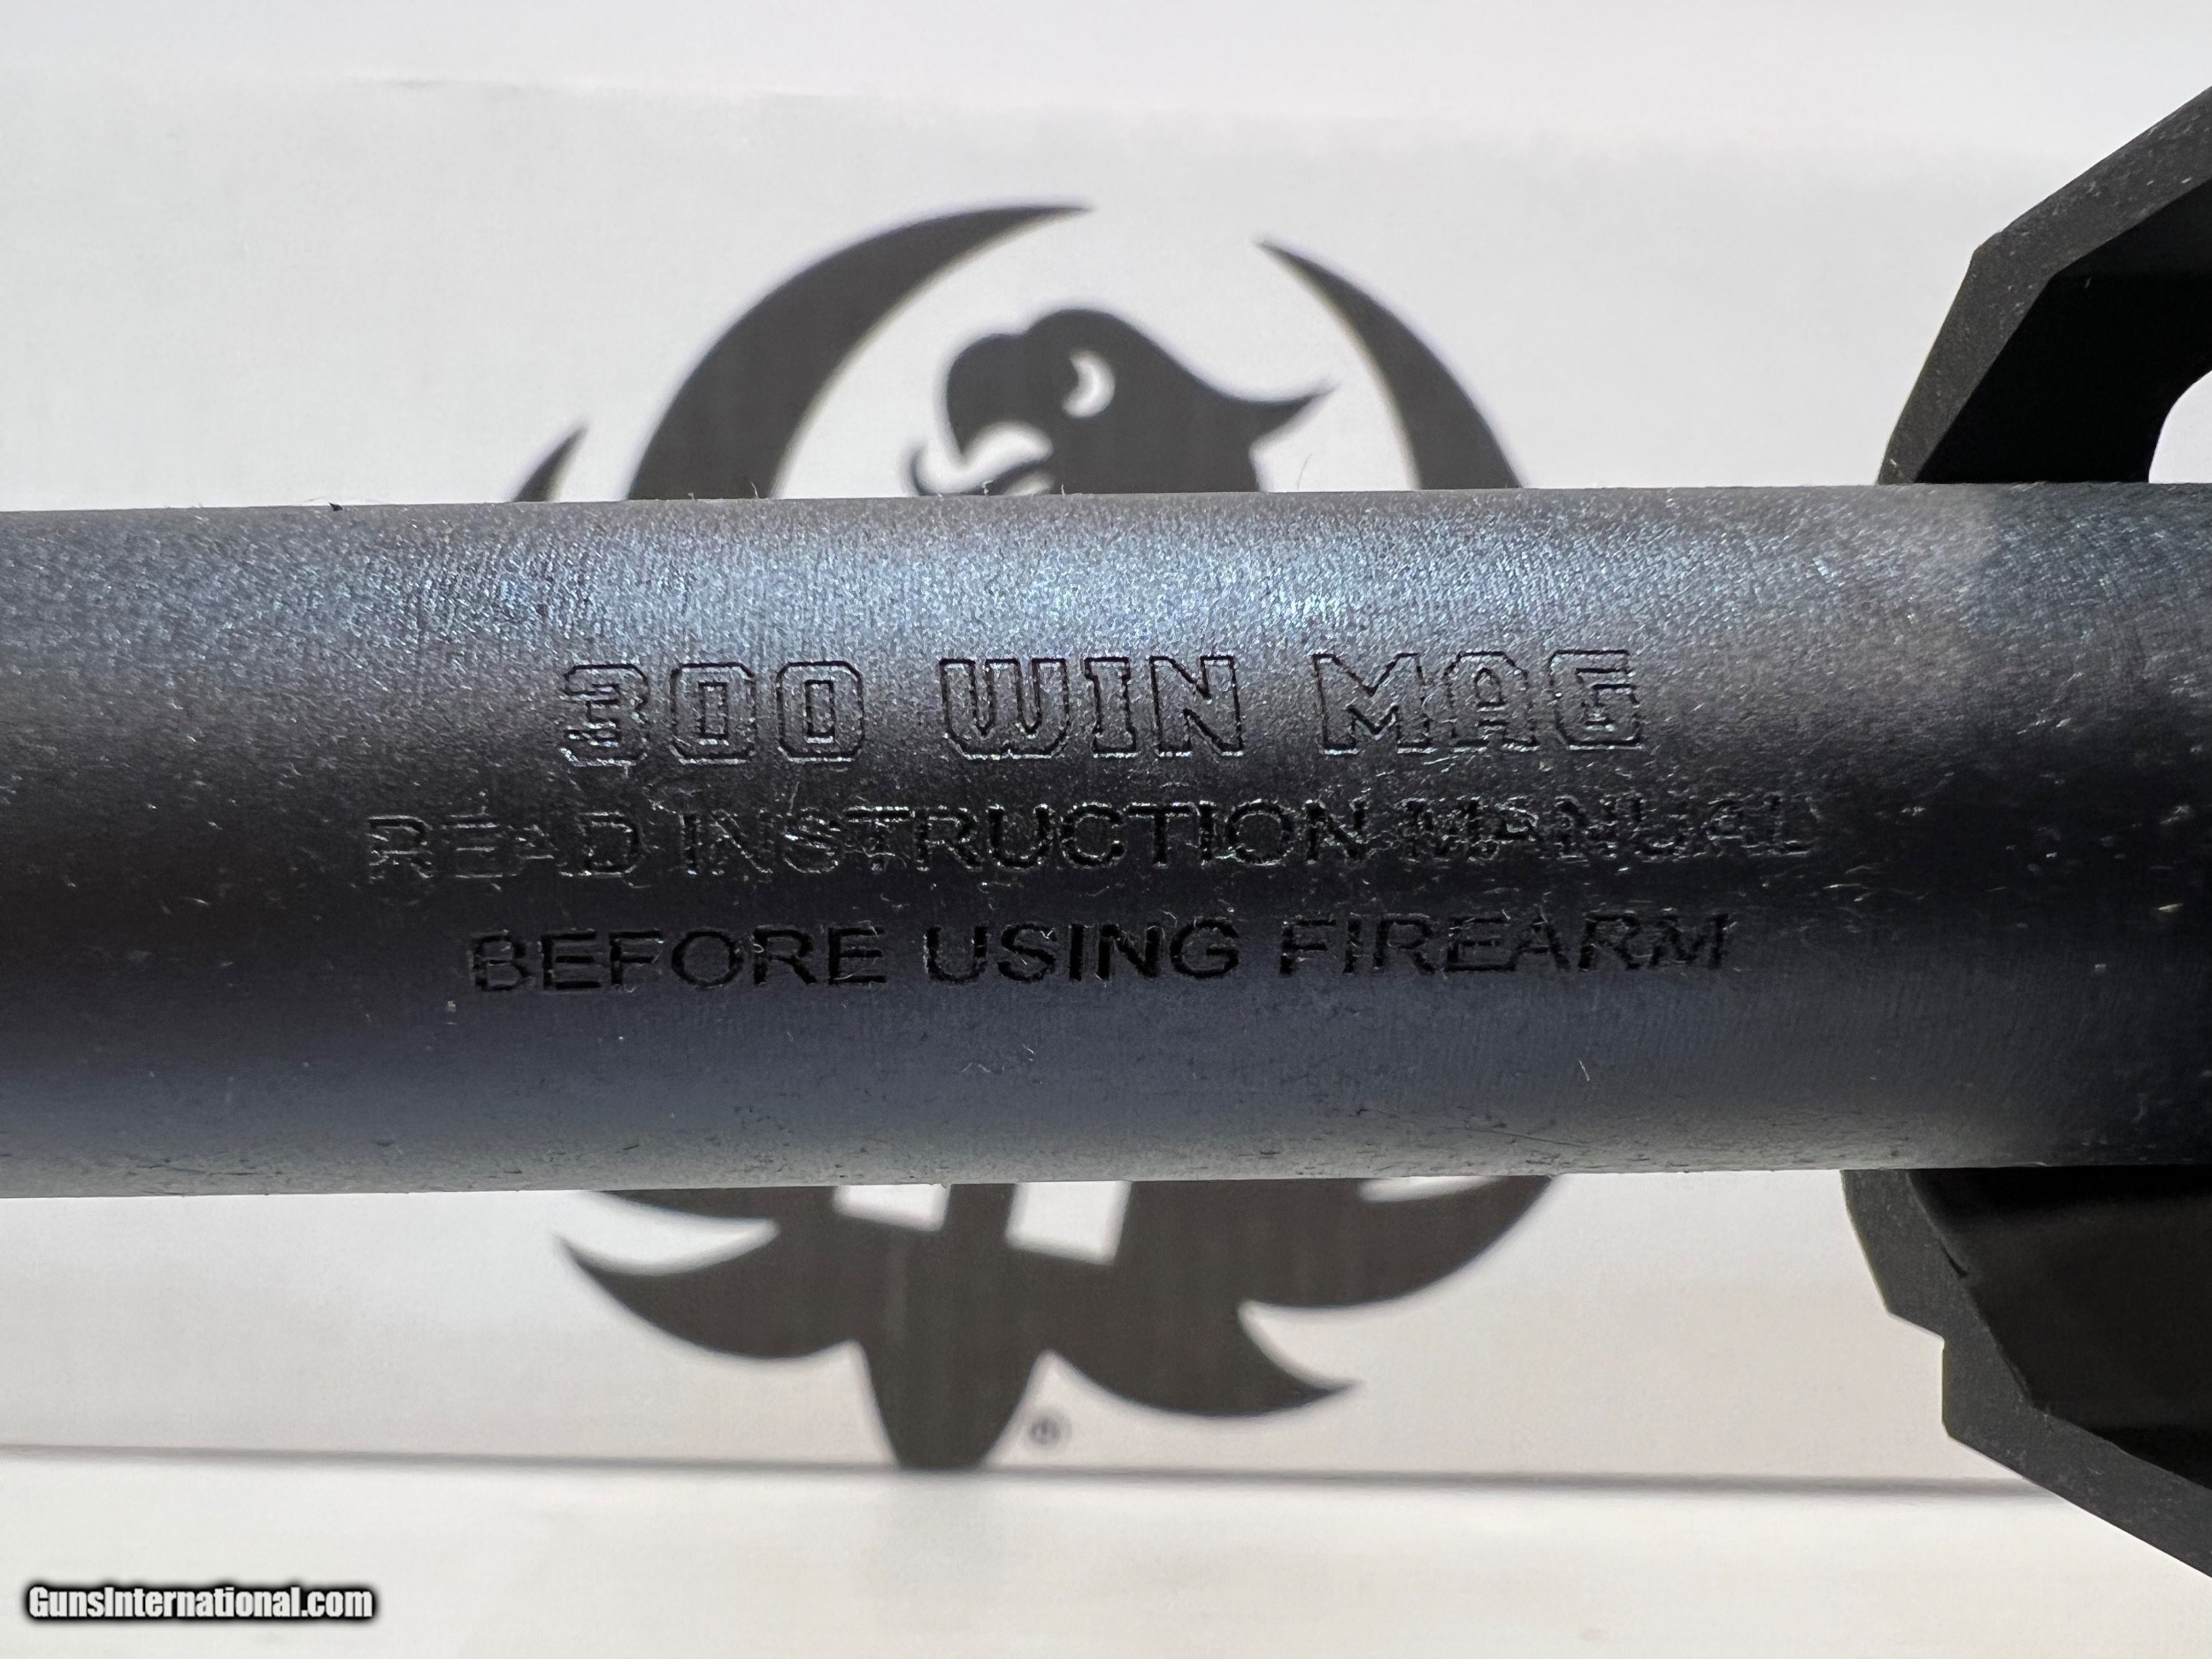 300 WIN MAG
READ INSTRUCTION MANUAL
BEFORE USING FIREARM
®
GunsInternational.com